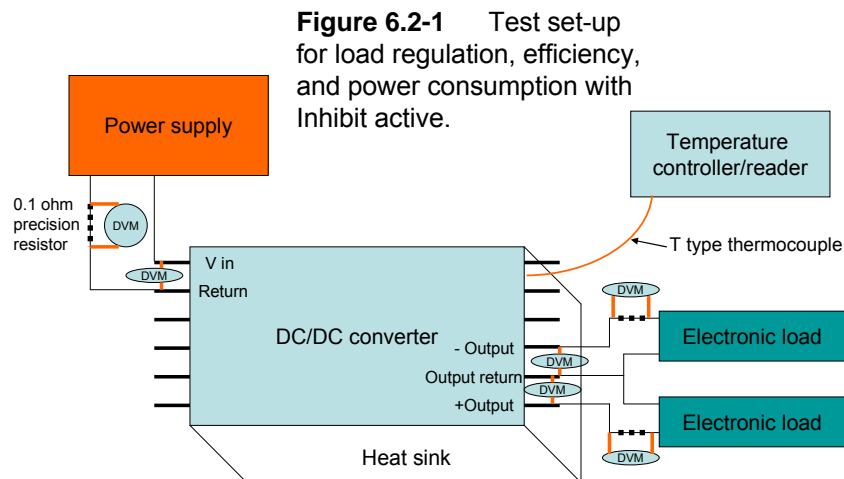 Figure 6.2-1 Test set-up
for load regulation, efficiency,
and power consumption with
Inhibit active.
Power supply
Temperature
controller/reader
0.1 ohm
precision
resistor
DVM
T type thermocouple
V in
DVM
Return
DVM
DC/DC converter
Electronic load
- Output
DVM
Output return
DVM
+Output
Electronic load
Heat sink
DVM